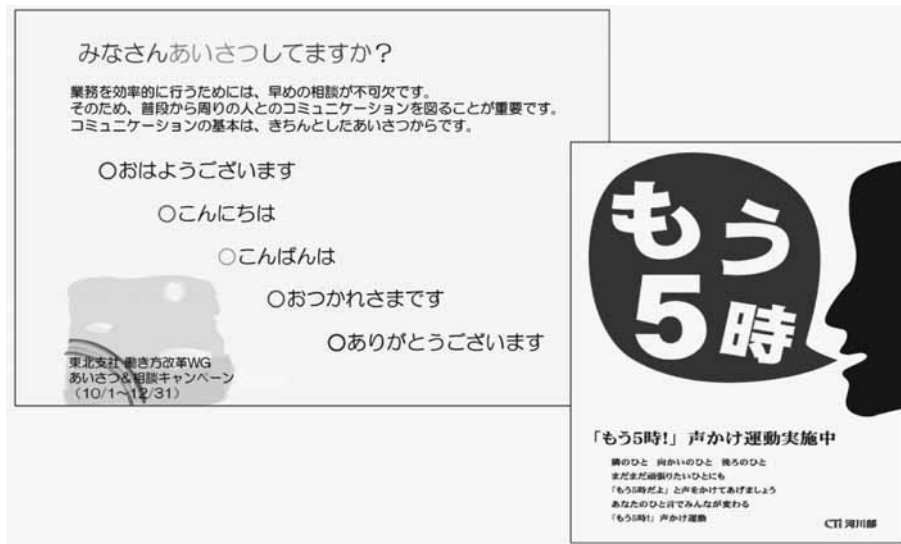 みなさんあいさつしてますか？
業務を効率的に行うためには、早めの相談が不可欠です。
そのため、普段から周りの人とのコミュニケーションを図ることが重要です。
コミュニケーションの基本は、きちんとしたあいさつからです。
〇おはようございます
〇こんにちは
〇こんばんは
〇おつかれさまです
〇ありがとうございます
東北支社 働き方改革WG
あいさつ&相談キャンペーン
（10/1～12/31）
もう
5時
「もう5時!」声かけ運動実施中
隣のひと 向かいのひと 後ろのひと
まだまだ頑張りたいひとにも
「もう5時だよ」と声をかけてあげましょう
あなたのひと言でみんなが変わる
「もう5時!」声かけ運動
CTi 河川部